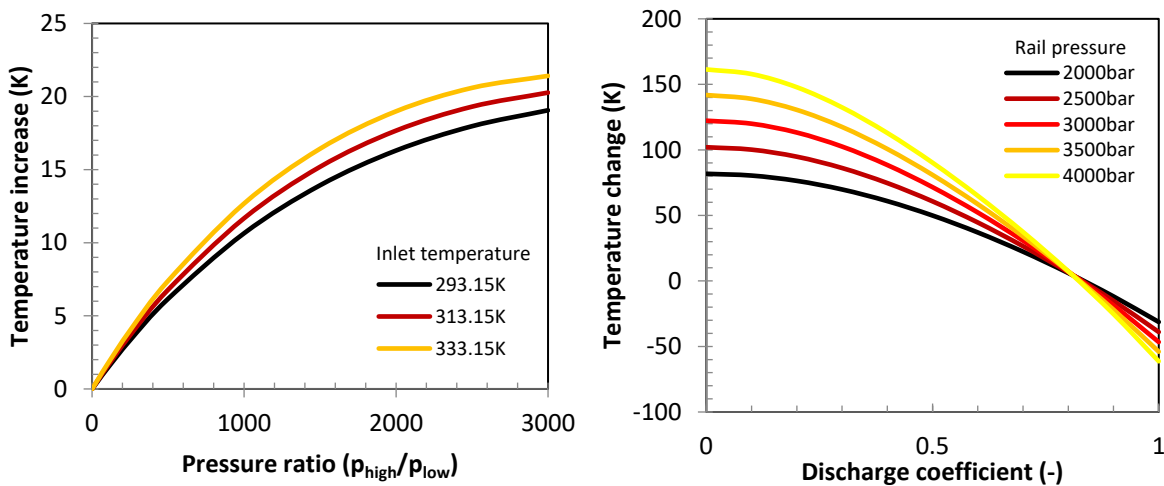 Temperature increase (K)
25
20
15
10
5
0
Inlet temperature
293.15K
313.15K
333.15K
0 1000 2000 3000
Pressure ratio (phigh/plow)
Temperature change (K)
200
150
100
50
0
-50
-100
Rail pressure
2000bar
2500bar
3000bar
3500bar
4000bar
0 0.5 1
Discharge coefficient (-)